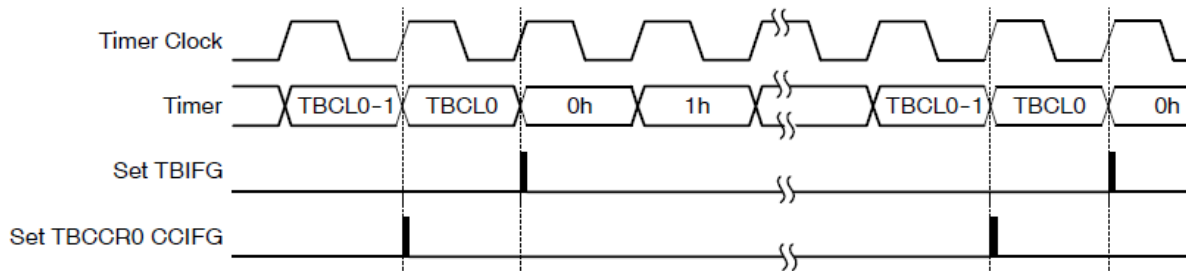 Timer Clock
Timer TBCL0-1 TBCL0 0h 1h TBCL0-1 TBCL0 0h
Set TBIFG
Set TBCCR0 CCIFG